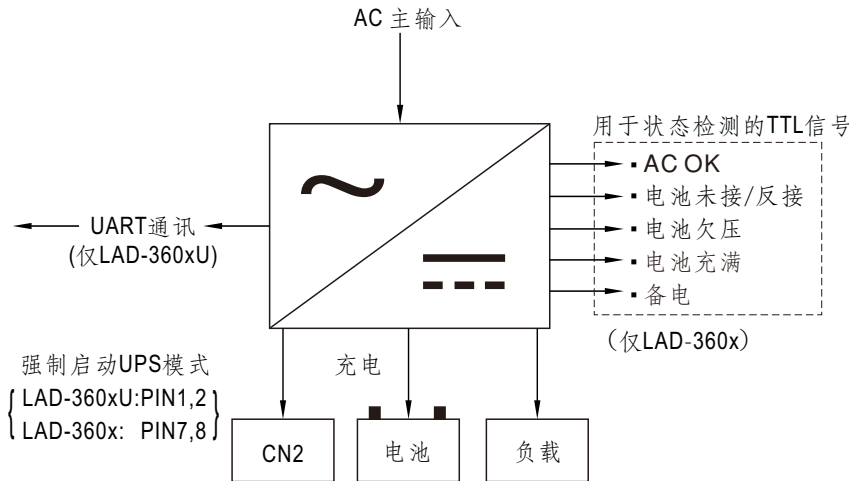 AC 主输入
用于状态检测的TTL信号
▪ AC OK
▪ 电池未接/反接
▪ 电池欠压
▪ 电池充满
▪ 备电
(仅LAD-360x)
UART通讯
(仅LAD-360xU)
强制启动UPS模式
LAD-360xU:PIN1,2
LAD-360x: PIN7,8
充电
CN2
电池
负载